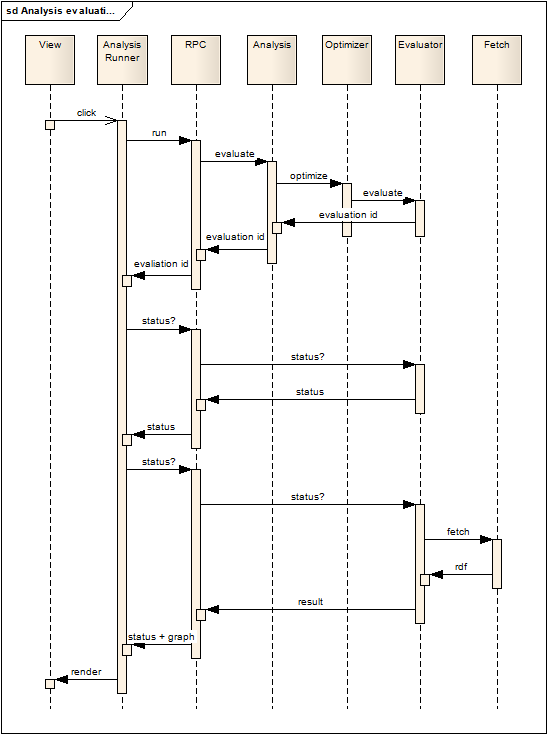 sd Analysis evaluati...
View
Analysis
Runner
RPC
Analysis
Optimizer
Evaluator
Fetch
click
run
evaluate
optimize
evaluate
evaluation id
evaluation id
evaliation id
status?
status?
status
status
status?
status?
fetch
rdf
result
status + graph
render